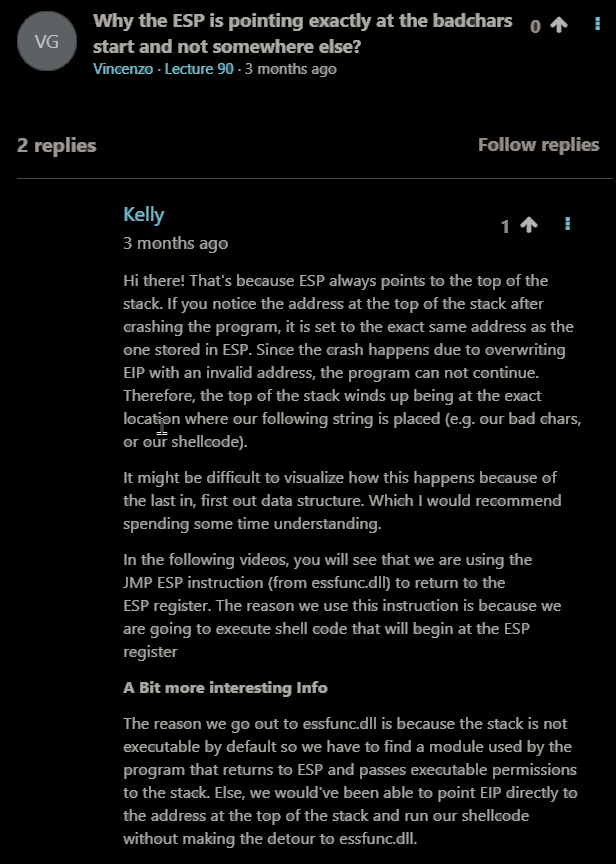 VG
Why the ESP is pointing exactly at the badchars
start and not somewhere else?
0
Vincenzo · Lecture 90 · 3 months ago
2 replies
Follow replies
Kelly
1
3 months ago
Hi there! That's because ESP always points to the top of the
stack. If you notice the address at the top of the stack after
crashing the program, it is set to the exact same address as the
one stored in ESP. Since the crash happens due to overwriting
EIP with an invalid address, the program can not continue.
Therefore, the top of the stack winds up being at the exact
location where our following string is placed (e.g. our bad chars,
or our shellcode).
It might be difficult to visualize how this happens because of
the last in, first out data structure. Which I would recommend
spending some time understanding.
In the following videos, you will see that we are using the
JMP ESP instruction (from essfunc.dll) to return to the
ESP register. The reason we use this instruction is because we
are going to execute shell code that will begin at the ESP
register
A Bit more interesting Info
The reason we go out to essfunc.dll is because the stack is not
executable by default so we have to find a module used by the
program that returns to ESP and passes executable permissions
to the stack. Else, we would've been able to point EIP directly to
the address at the top of the stack and run our shellcode
without making the detour to essfunc.dll.